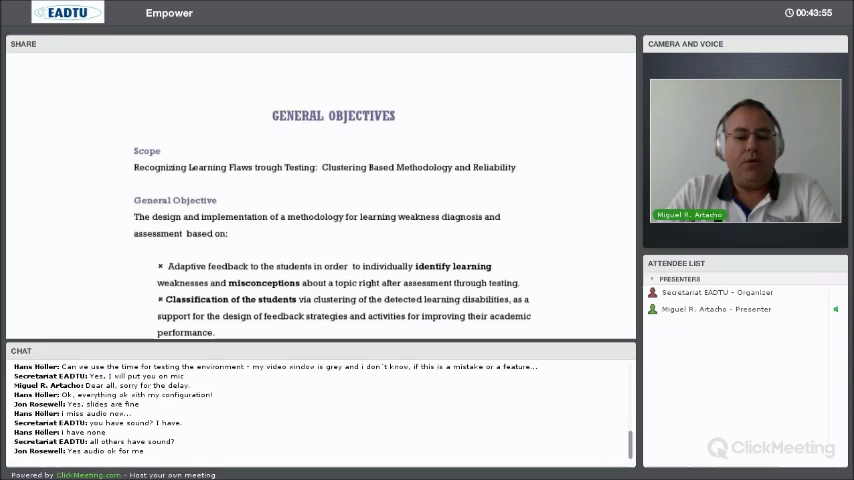 EADTU
Empower
00:43:55
SHARE
GENERAL OBJECTIVES
Scope
Recognizing Learning Flaws trough Testing: Clustering Based Methodology and Reliability
General Objective
The design and implementation of a methodology for learning weakness diagnosis and
assessment based on:
Adaptive feedback to the students in order to individually identify learning
weaknesses and misconceptions about a topic right after assessment through testing.
Classification of the students via clustering of the detected learning disabilities, as a
support for the design of feedback strategies and activities for improving their academic
performance.
CHAT
Hans Höller: Can we use the time for testing the environment - my video window is grey and i don´t know, if this is a mistake or a feature...
Secretariat EADTU: Yes, I will put you on mic
Miguel R. Artacho: Dear all, sorry for the delay.
Hans Höller: Ok, everything ok with my configuration!
Jon Rosewell: Yes, slides are fine
Hans Höller: i miss audio now...
Secretariat EADTU: you have sound? I have.
Hans Höller: i have none
Secretariat EADTU: all others have sound?
Jon Rosewell: Yes audio ok for me
CAMERA AND VOICE
Miguel R. Artacho
ATTENDEE LIST
PRESENTERS
Secretariat EADTU - Organizer
Miguel R. Artacho - Presenter
ClickMeeting
Powered by ClickMeeting.com - Host your own meeting